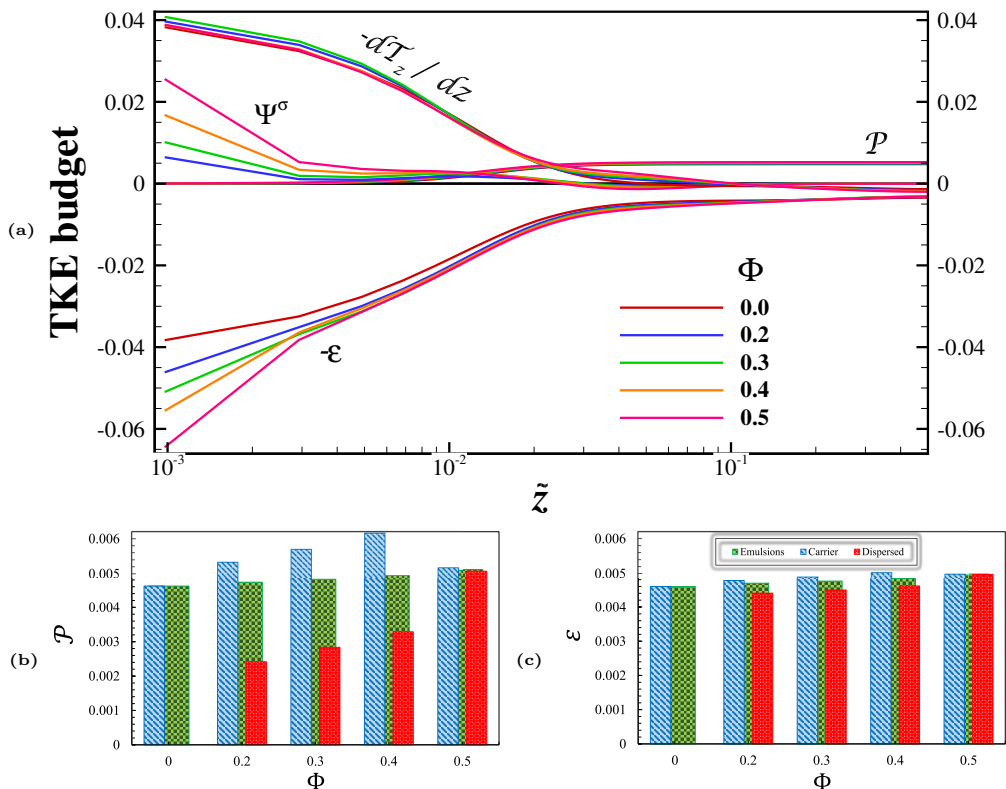 0.04
0.04
-d𝒯z / dz
0.02
0.02
Ψσ
𝒫
0
0
(a)
TKE budget
-0.02
-0.02
Φ
0.0
-0.04
-0.04
-ε
0.2
0.3
0.4
0.5
-0.06
-0.06
10-3
10-2
10-1
z̃
0.006
0.005
0.004
0.003
0.002
0.001
0
𝒫
(b)
0
0.2
0.3
0.4
0.5
Φ
0.006
0.005
0.004
0.003
0.002
0.001
0
Emulsions
Carrier
Dispersed
ε
(c)
0
0.2
0.3
0.4
0.5
Φ